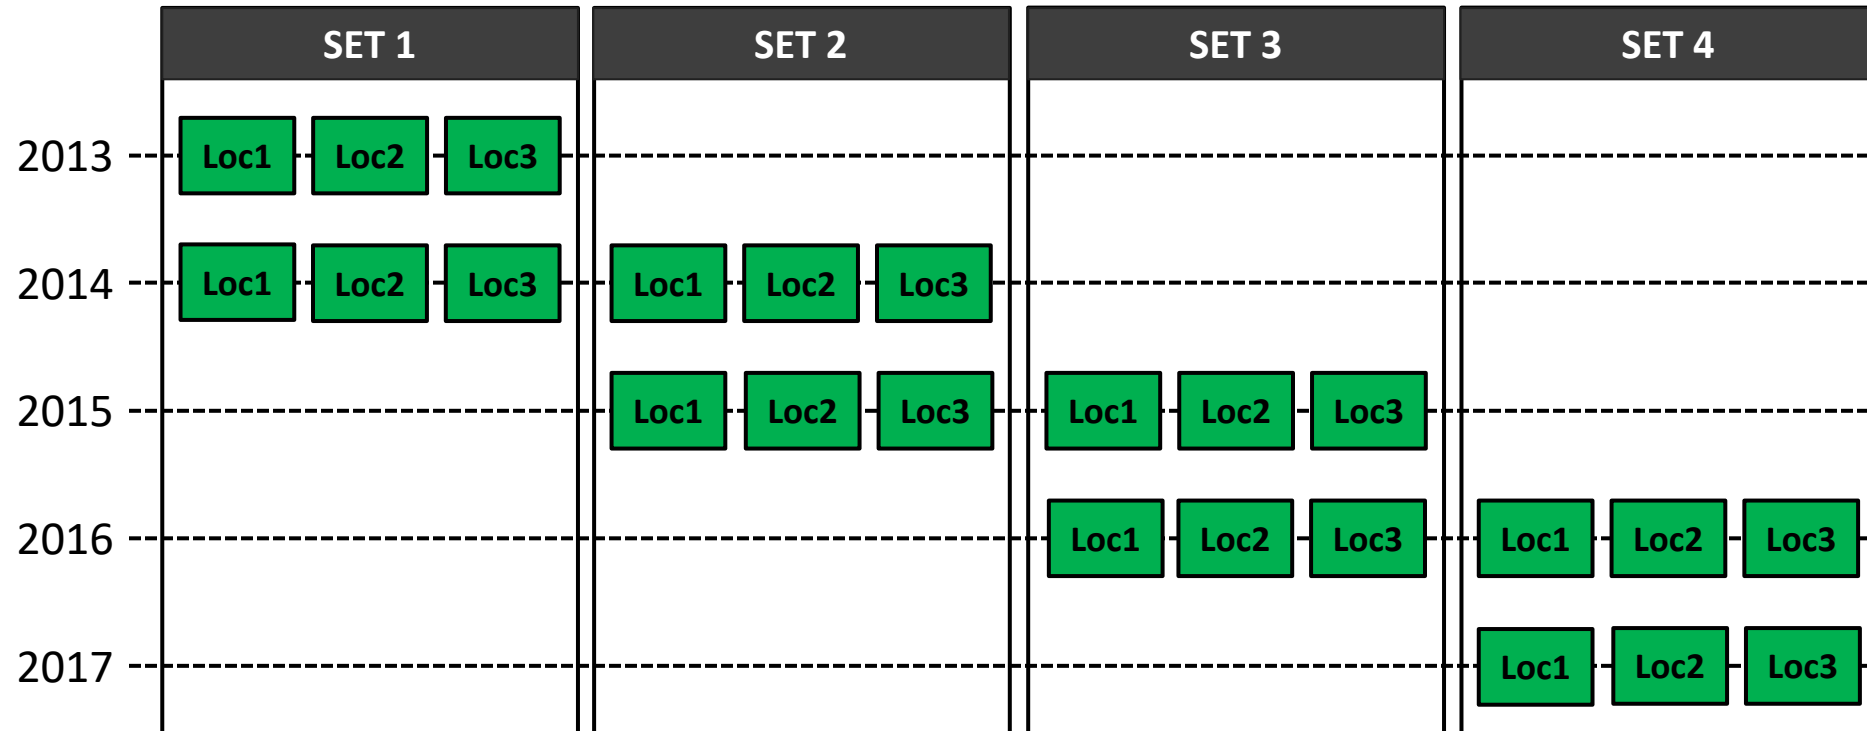 SET 1 SET 2 SET 3 SET 4
2013 Loc1 Loc2 Loc3
2014 Loc1 Loc2 Loc3 Loc1 Loc2 Loc3
2015 Loc1 Loc2 Loc3 Loc1 Loc2 Loc3
2016 Loc1 Loc2 Loc3 Loc1 Loc2 Loc3
2017 Loc1 Loc2 Loc3